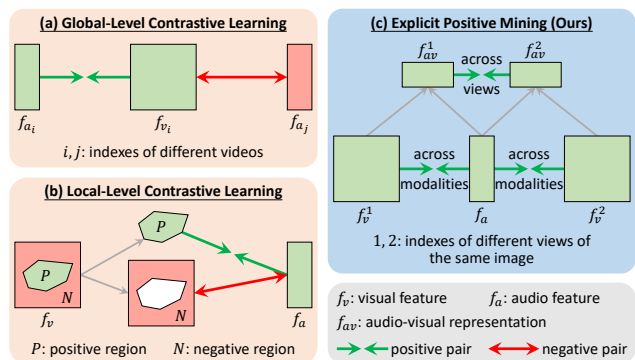 (a) Global-Level Contrastive Learning
f_{a_i} f_{v_i} f_{a_j}
i, j: indexes of different videos
(b) Local-Level Contrastive Learning
P
P
N
N
f_v f_a
P: positive region N: negative region
(c) Explicit Positive Mining (Ours)
f_{av}^1 across views f_{av}^2
across modalities across modalities
f_v^1 f_a f_v^2
1, 2: indexes of different views of
the same image
f_v: visual feature f_a: audio feature
f_{av}: audio-visual representation
positive pair negative pair